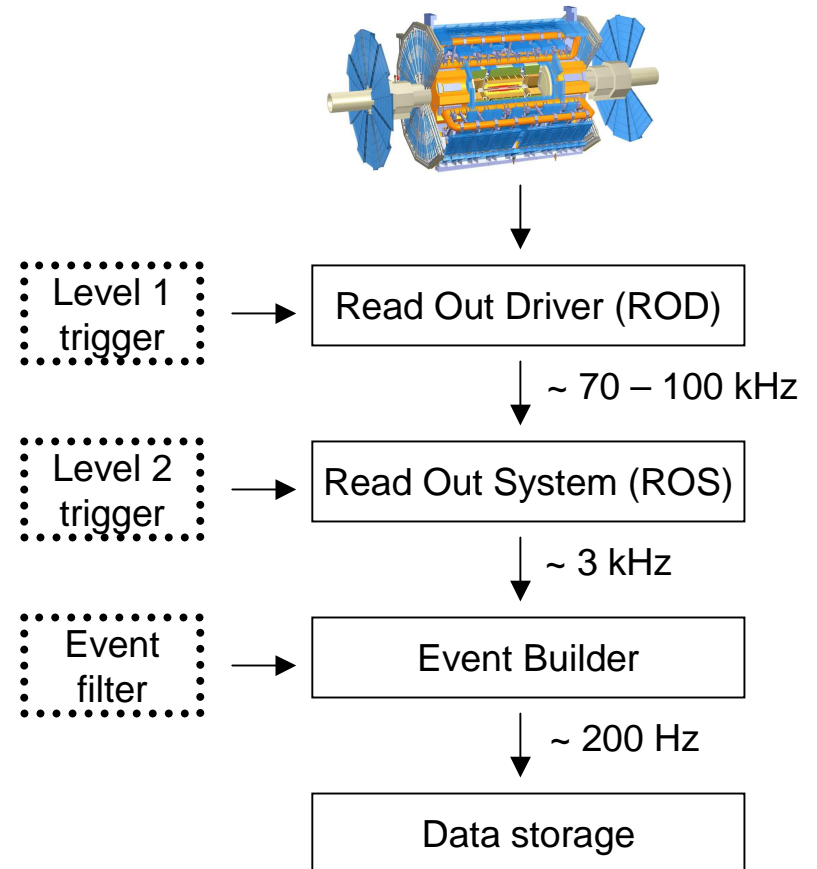 Level 1
trigger
Read Out Driver (ROD)
~ 70 – 100 kHz
Level 2
trigger
Read Out System (ROS)
~ 3 kHz
Event
filter
Event Builder
~ 200 Hz
Data storage